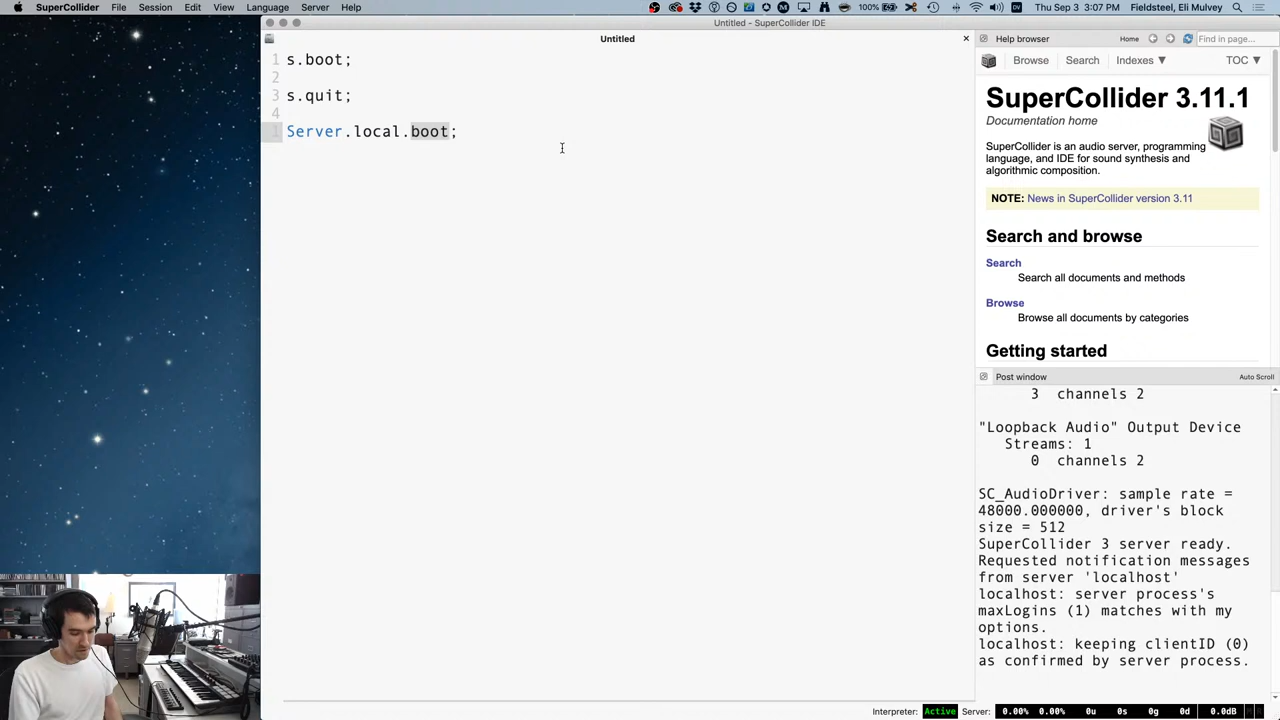 SuperCollider File Session Edit View Language Server Help 100% Thu Sep 3 3:07 PM Fieldsteel, Eli Mulvey
Untitled - SuperCollider IDE
Untitled
1 s.boot;
2
3 s.quit;
4
1 Server.local.boot;
Help browser Home Find in page...
Browse Search Indexes ▼ TOC ▼
SuperCollider 3.11.1
Documentation home
SuperCollider is an audio server, programming
language, and IDE for sound synthesis and
algorithmic composition.
NOTE: News in SuperCollider version 3.11
Search and browse
Search
Search all documents and methods
Browse
Browse all documents by categories
Getting started
Post window Auto Scroll
3 channels 2
"Loopback Audio" Output Device
Streams: 1
0 channels 2
SC_AudioDriver: sample rate =
48000.000000, driver's block
size = 512
SuperCollider 3 server ready.
Requested notification messages
from server 'localhost'
localhost: server process's
maxLogins (1) matches with my
options.
localhost: keeping clientID (0)
as confirmed by server process.
Interpreter: Active Server: 0.00% 0.00% 0u 0s 0g 0d 0.0dB